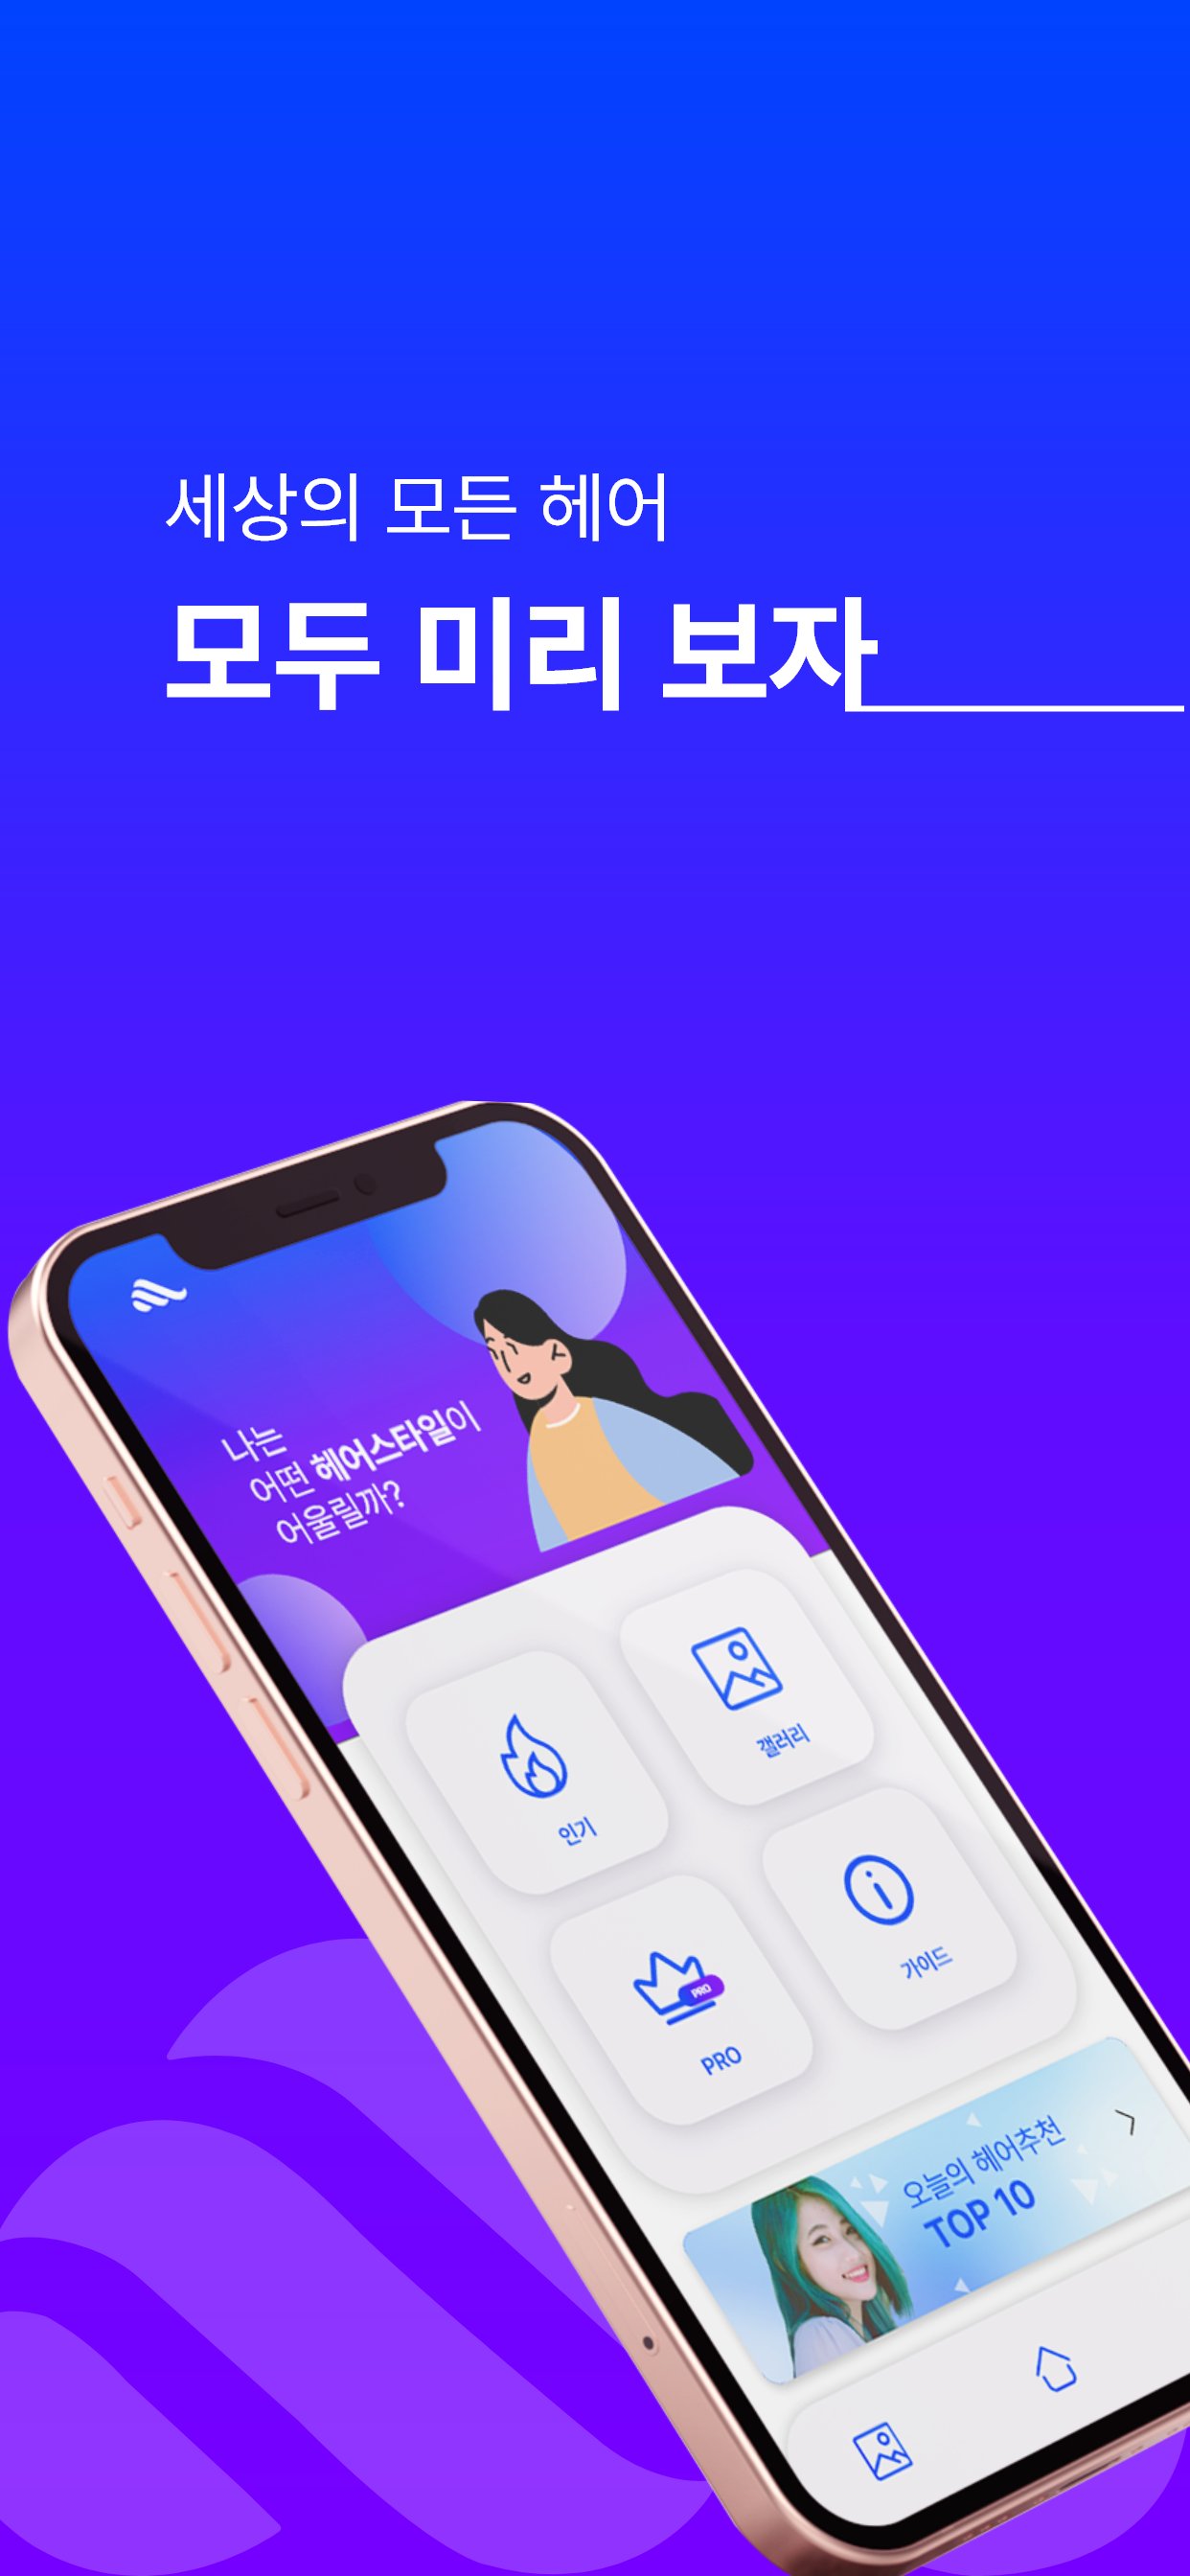 세상의 모든 헤어
모두 미리 보자
나는
어떤 헤어스타일이
어울릴까?
갤러리
인기
가이드
PRO
PRO
오늘의 헤어추천
TOP 10